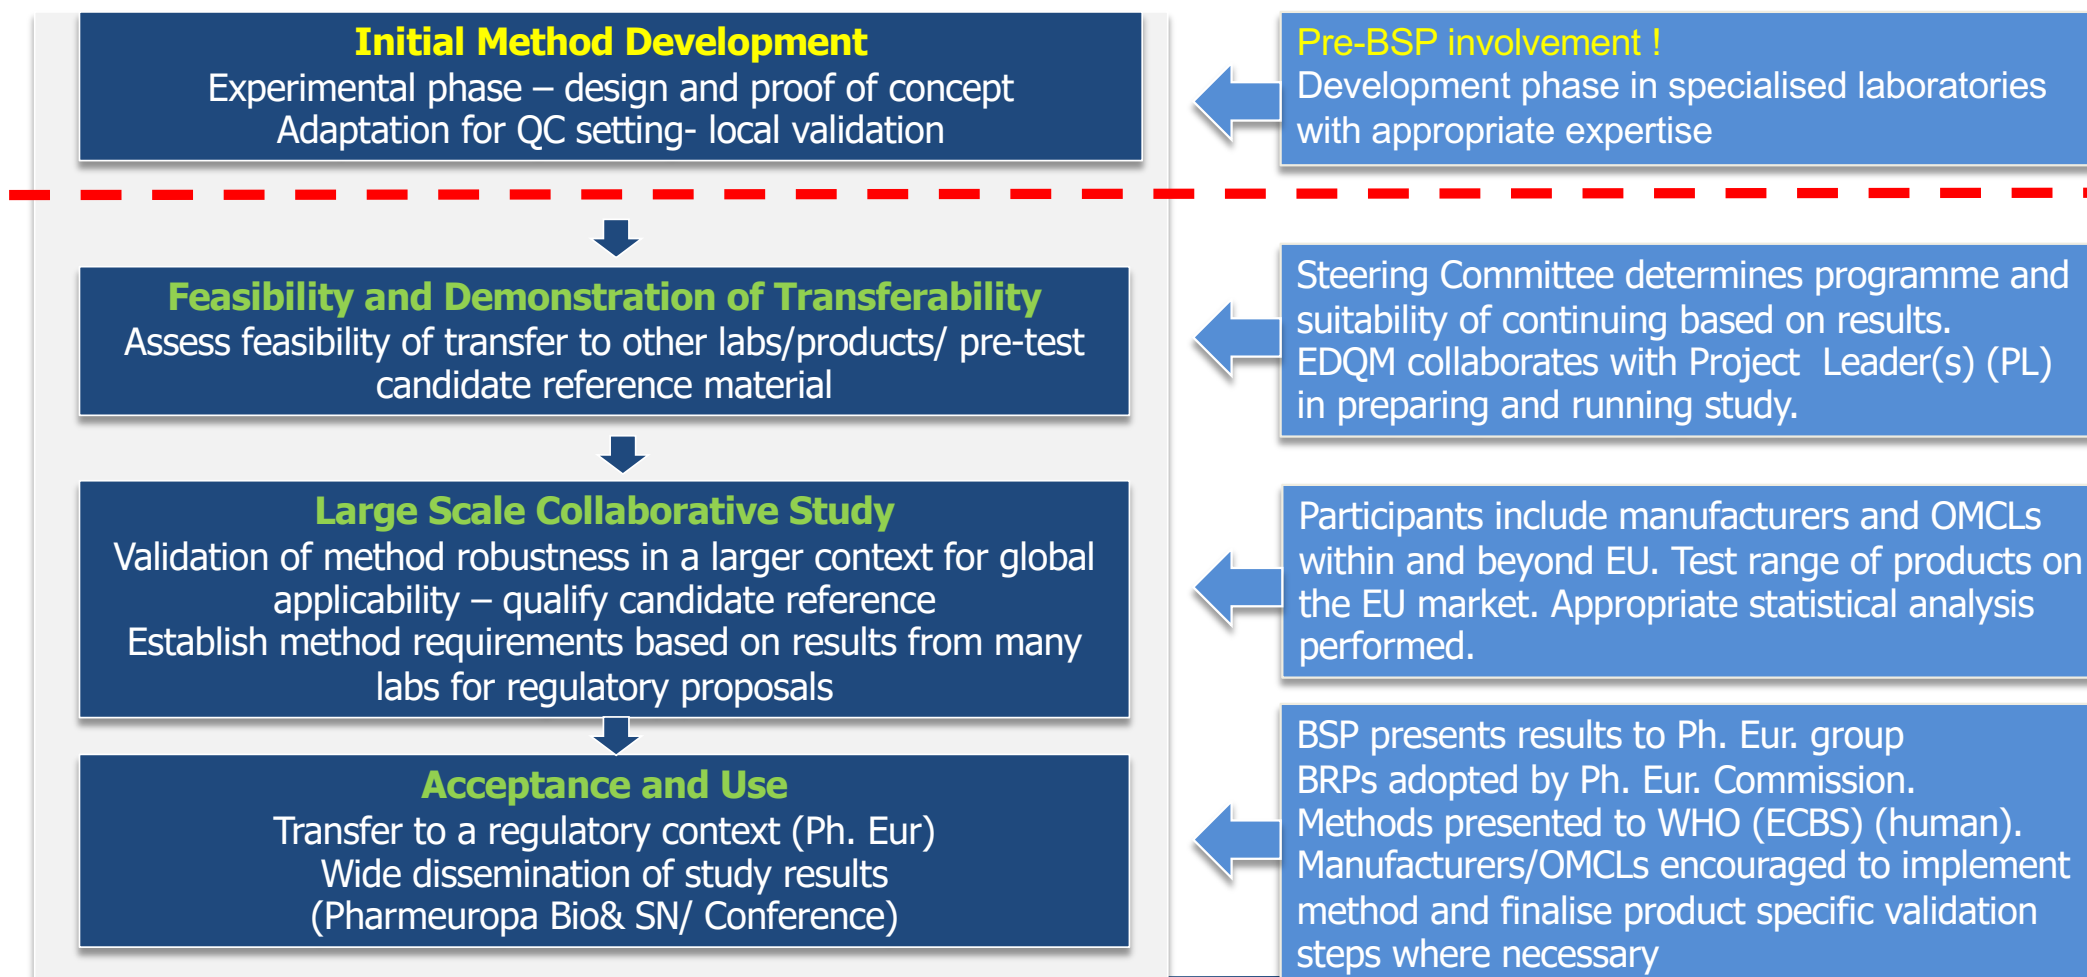 Initial Method Development
Experimental phase – design and proof of concept
Adaptation for QC setting- local validation
Pre-BSP involvement !
Development phase in specialised laboratories
with appropriate expertise
Feasibility and Demonstration of Transferability
Assess feasibility of transfer to other labs/products/ pre-test
candidate reference material
Steering Committee determines programme and
suitability of continuing based on results.
EDQM collaborates with Project  Leader(s) (PL)
in preparing and running study.
Large Scale Collaborative Study
Validation of method robustness in a larger context for global
applicability – qualify candidate reference
Establish method requirements based on results from many
labs for regulatory proposals
Participants include manufacturers and OMCLs
within and beyond EU. Test range of products on
the EU market. Appropriate statistical analysis
performed.
Acceptance and Use
Transfer to a regulatory context (Ph. Eur)
Wide dissemination of study results
(Pharmeuropa Bio& SN/ Conference)
BSP presents results to Ph. Eur. group
BRPs adopted by Ph. Eur. Commission.
Methods presented to WHO (ECBS) (human).
Manufacturers/OMCLs encouraged to implement
method and finalise product specific validation
steps where necessary